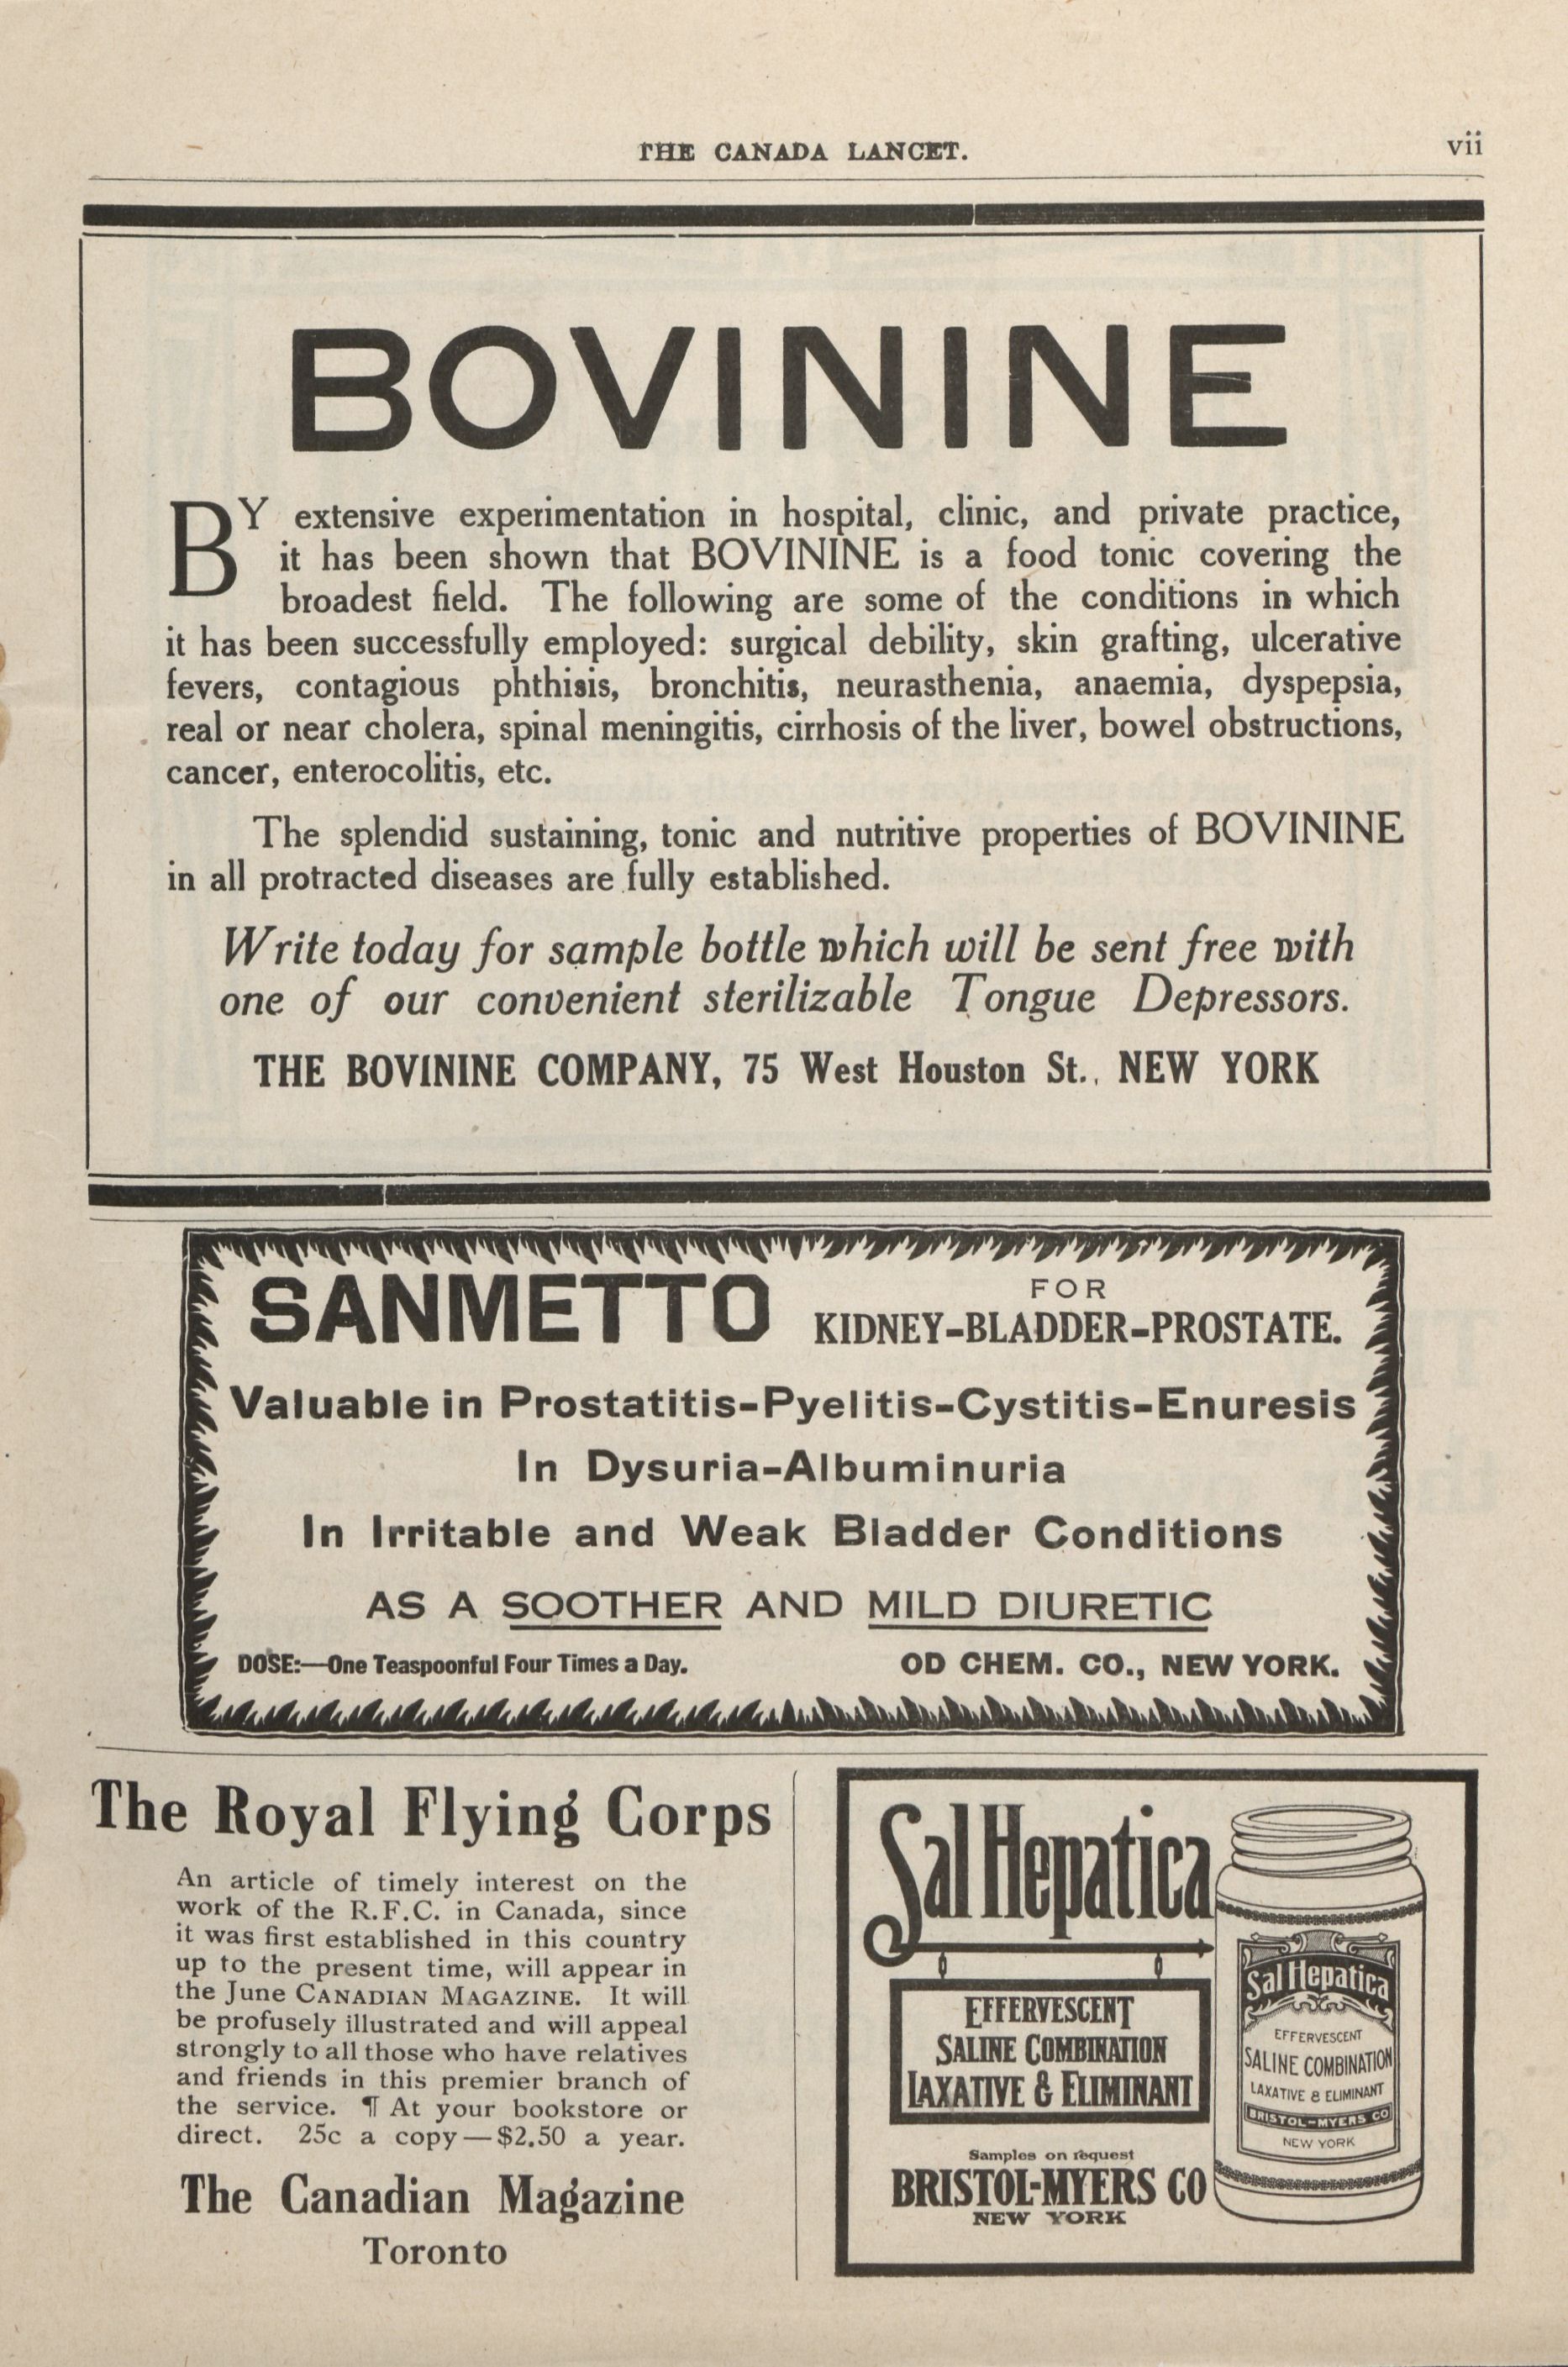 THE CANADA LANCET.
vii
BOVININE
BY extensive experimentation in hospital, clinic, and private practice,
it has been shown that BOVININE is a food tonic covering the
broadest field. The following are some of the conditions in which
it has been successfully employed: surgical debility, skin grafting, ulcerative
fevers, contagious phthisis, bronchitis, neurasthenia, anaemia, dyspepsia,
real or near cholera, spinal meningitis, cirrhosis of the liver, bowel obstructions,
cancer, enterocolitis, etc.
The splendid sustaining, tonic and nutritive properties of BOVININE
in all protracted diseases are fully established.
Write today for sample bottle which will be sent free with
one of our convenient sterilizable Tongue Depressors.
THE BOVININE COMPANY, 75 West Houston St., NEW YORK
SANMETTO
FOR
KIDNEY-BLADDER-PROSTATE.
Valuable in Prostatitis-Pyelitis-Cystitis-Enuresis
In Dysuria-Albuminuria
In Irritable and Weak Bladder Conditions
AS A SOOTHER AND MILD DIURETIC
DOSE:—One Teaspoonful Four Times a Day.
OD CHEM. CO., NEW YORK.
The Royal Flying Corps
An article of timely interest on the
work of the R.F.C. in Canada, since
it was first established in this country
up to the present time, will appear in
the June CANADIAN MAGAZINE. It will
be profusely illustrated and will appeal
strongly to all those who have relatives
and friends in this premier branch of
the service. ¶ At your bookstore or
direct. 25c a copy—$2.50 a year.
The Canadian Magazine
Toronto
Sal Hepatica
EFFERVESCENT
SALINE COMBINATION
LAXATIVE & ELIMINANT
Samples on request
BRISTOL-MYERS CO
NEW YORK
Sal Hepatica
EFFERVESCENT
SALINE COMBINATION
LAXATIVE & ELIMINANT
BRISTOL-MYERS CO
NEW YORK